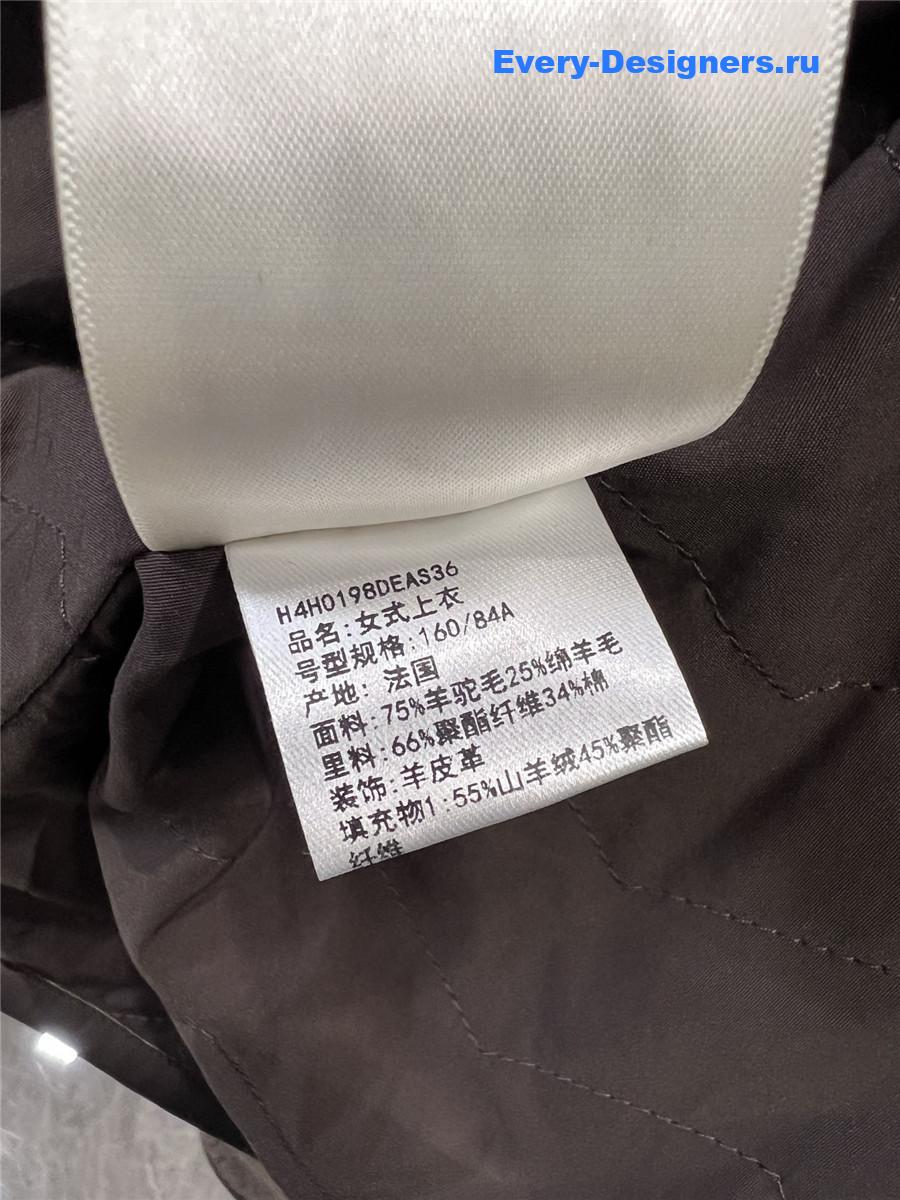 Every-Designers.ru
H4H0198DEAS36
品名:女式上衣
号型规格:160/84A
产地: 法国
面料:75%羊驼毛25%绵羊毛
里料:66%聚酯纤维34%棉
装饰:羊皮革
填充物1:55%山羊绒45%聚酯
纤维